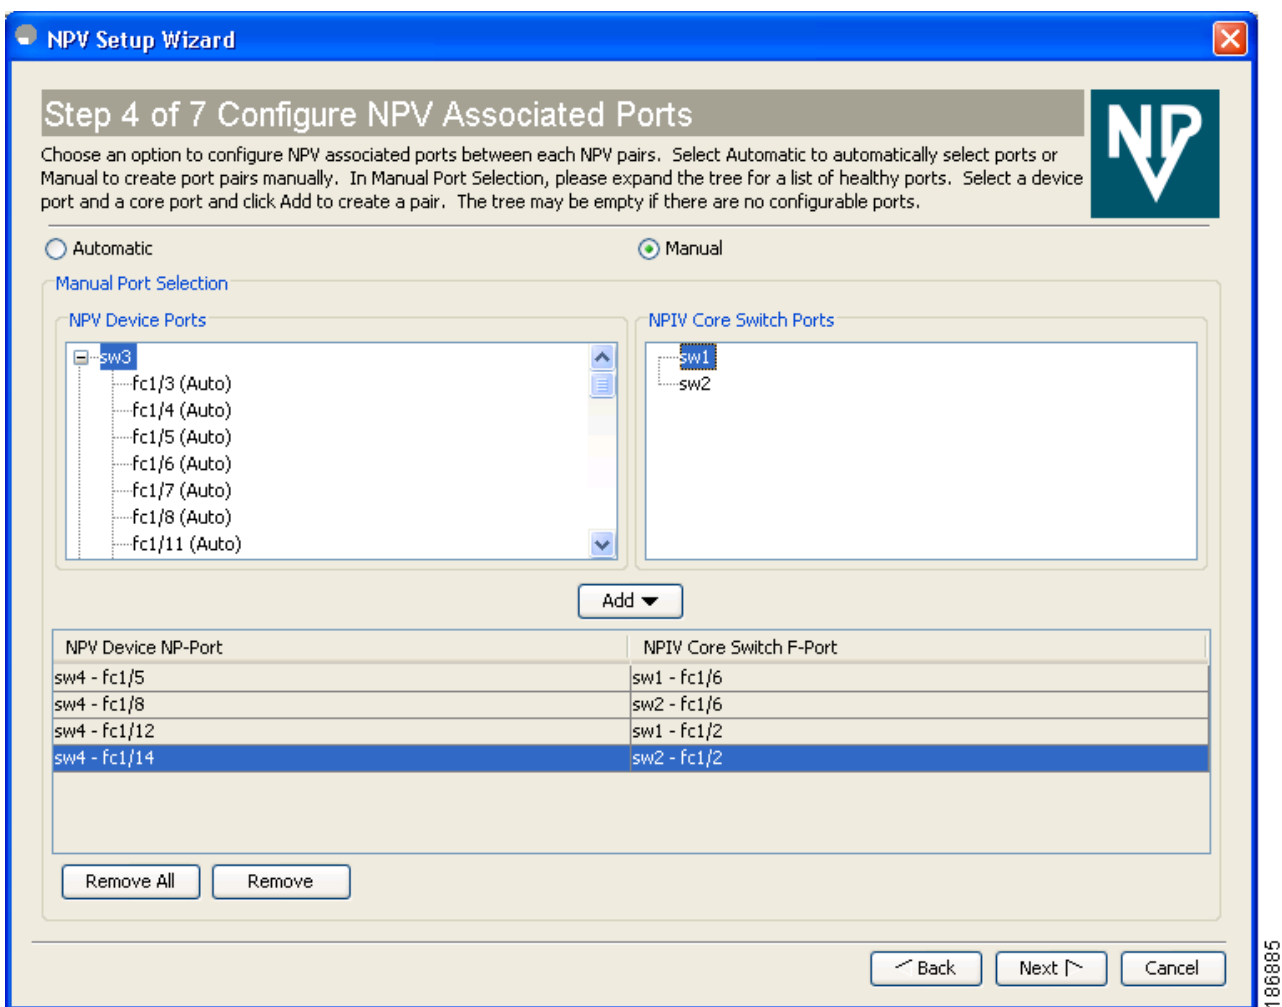 NPV Setup Wizard
Step 4 of 7 Configure NPV Associated Ports
NP
Choose an option to configure NPV associated ports between each NPV pairs. Select Automatic to automatically select ports or
Manual to create port pairs manually. In Manual Port Selection, please expand the tree for a list of healthy ports. Select a device
port and a core port and click Add to create a pair. The tree may be empty if there are no configurable ports.
Automatic
Manual
Manual Port Selection
NPV Device Ports
sw3
fc1/3 (Auto)
fc1/4 (Auto)
fc1/5 (Auto)
fc1/6 (Auto)
fc1/7 (Auto)
fc1/8 (Auto)
fc1/11 (Auto)
NPIV Core Switch Ports
sw1
sw2
Add
NPV Device NP-Port NPIV Core Switch F-Port
sw4 - fc1/5 sw1 - fc1/6
sw4 - fc1/8 sw2 - fc1/6
sw4 - fc1/12 sw1 - fc1/2
sw4 - fc1/14 sw2 - fc1/2
Remove All
Remove
Back
Next
Cancel
186885